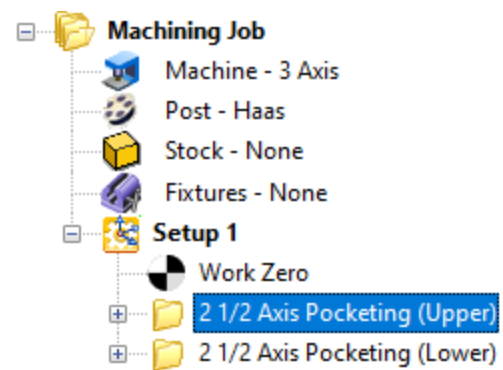 Machining Job
Machine - 3 Axis
Post - Haas
Stock - None
Fixtures - None
Setup 1
Work Zero
2 1/2 Axis Pocketing (Upper)
2 1/2 Axis Pocketing (Lower)